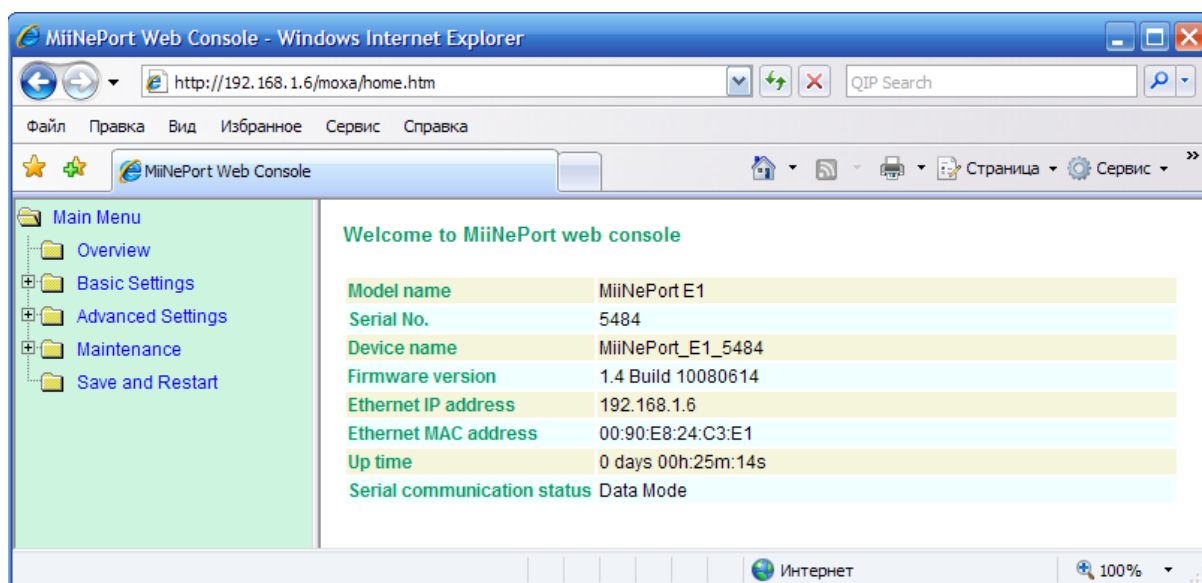 MiiNePort Web Console - Windows Internet Explorer
http://192.168.1.6/moxa/home.htm
QIP Search
Файл Правка Вид Избранное Сервис Справка
MiiNePort Web Console
Страница
Сервис
Main Menu
Overview
Basic Settings
Advanced Settings
Maintenance
Save and Restart
Welcome to MiiNePort web console
Model name MiiNePort E1
Serial No. 5484
Device name MiiNePort_E1_5484
Firmware version 1.4 Build 10080614
Ethernet IP address 192.168.1.6
Ethernet MAC address 00:90:E8:24:C3:E1
Up time 0 days 00h:25m:14s
Serial communication status Data Mode
Интернет
100%